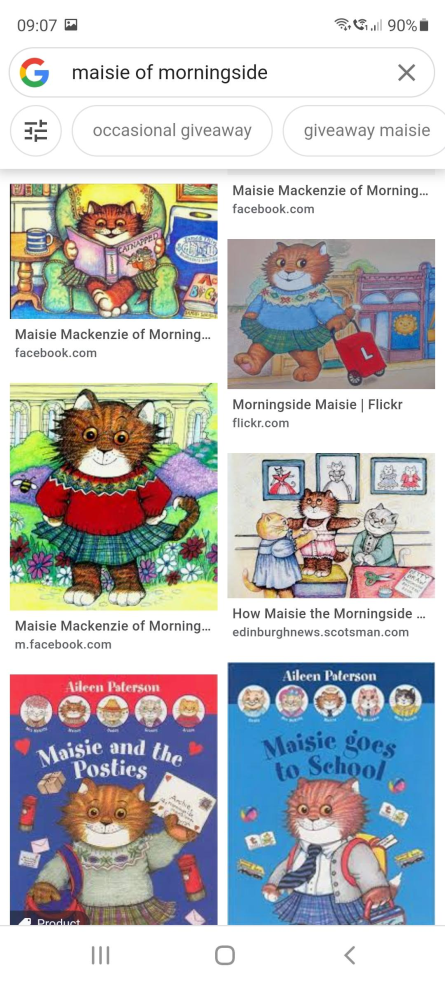 09:07
90%
maisie of morningside
occasional giveaway
giveaway maisie
KATNAPPED
Maisie Mackenzie of Morning...
facebook.com
Maisie Mackenzie of Morning...
m.facebook.com
Aileen Paterson
Maisie and the
Posties
Product
Maisie Mackenzie of Morning...
facebook.com
L
Morningside Maisie | Flickr
flickr.com
How Maisie the Morningside ...
edinburghnews.scotsman.com
Aileen Paterson
Maisie goes
to School